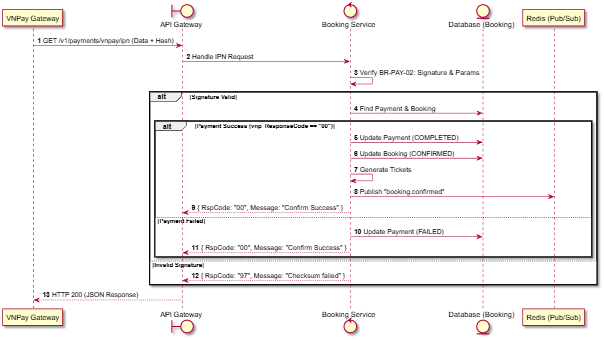 VNPay Gateway
API Gateway
Booking Service
Database (Booking)
Redis (Pub/Sub)
1 GET /v1/payments/vnpay/ipn (Data + Hash)
2 Handle IPN Request
3 Verify BR-PAY-02: Signature & Params
alt [Signature Valid]
4 Find Payment & Booking
alt [Payment Success (vnp_ResponseCode == "00")]
5 Update Payment (COMPLETED)
6 Update Booking (CONFIRMED)
7 Generate Tickets
8 Publish "booking.confirmed"
9 { RspCode: "00", Message: "Confirm Success" }
[Payment Failed]
10 Update Payment (FAILED)
11 { RspCode: "00", Message: "Confirm Success" }
[Invalid Signature]
12 { RspCode: "97", Message: "Checksum failed" }
13 HTTP 200 (JSON Response)
VNPay Gateway
API Gateway
Booking Service
Database (Booking)
Redis (Pub/Sub)